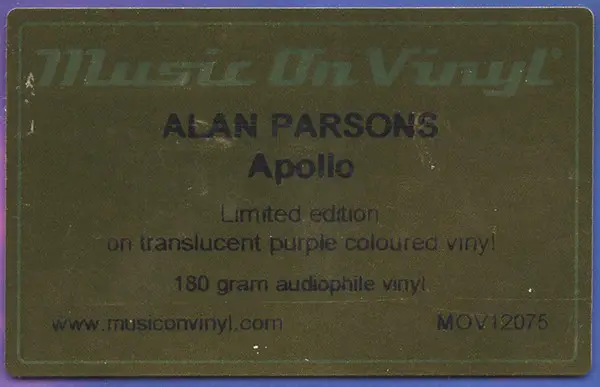 Music On Vinyl®
ALAN PARSONS
Apollo
Limited edition
on translucent purple coloured vinyl
180 gram audiophile vinyl
www.musiconvinyl.com MOV12075